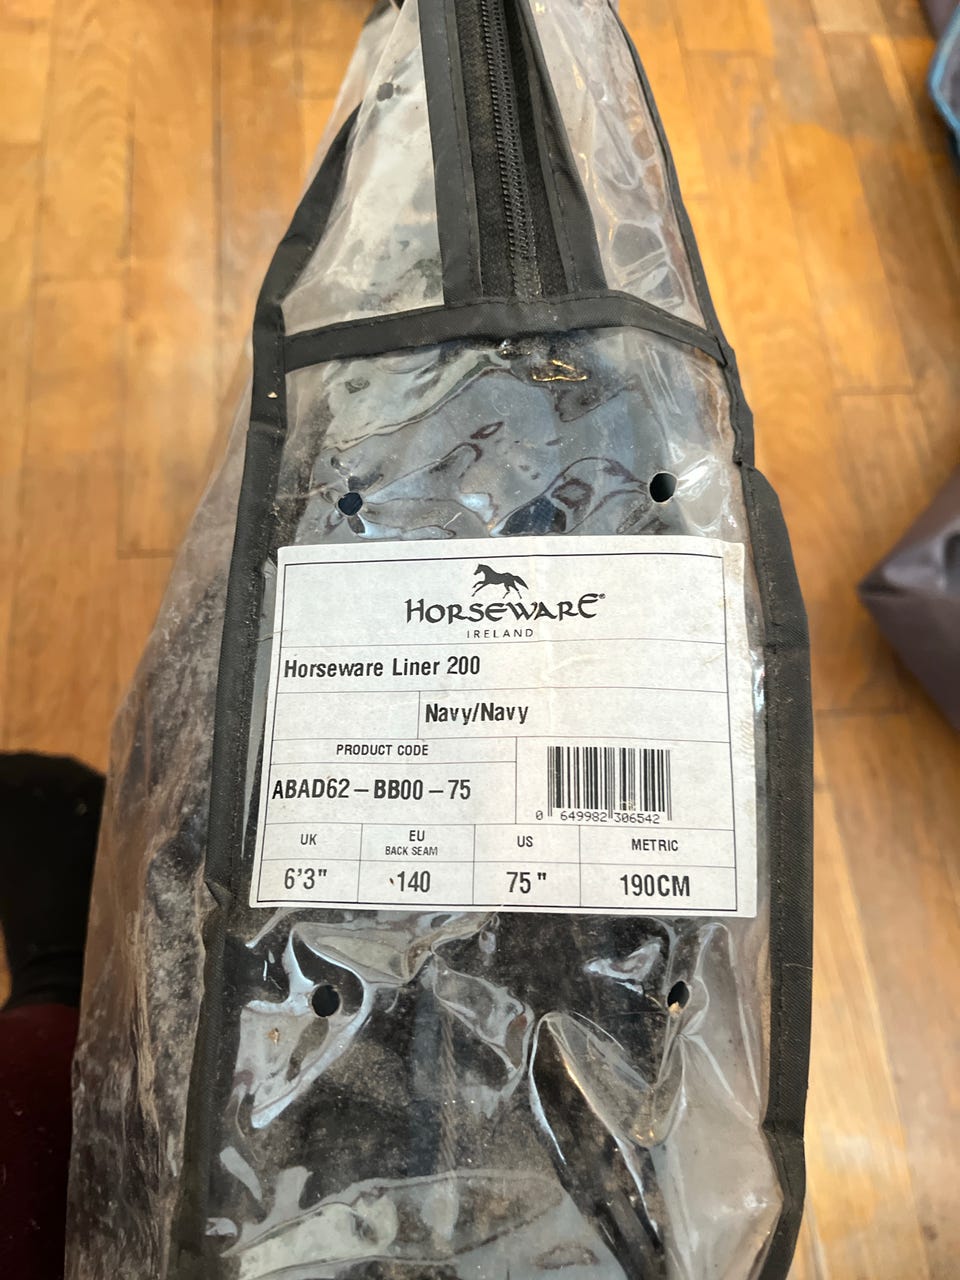 HORSEWARE®
IRELAND
Horseware Liner 200
Navy/Navy
PRODUCT CODE
ABAD62-BB00-75
0 649982 306542
UK
EU
BACK SEAM
US
METRIC
6'3"
140
75"
190CM